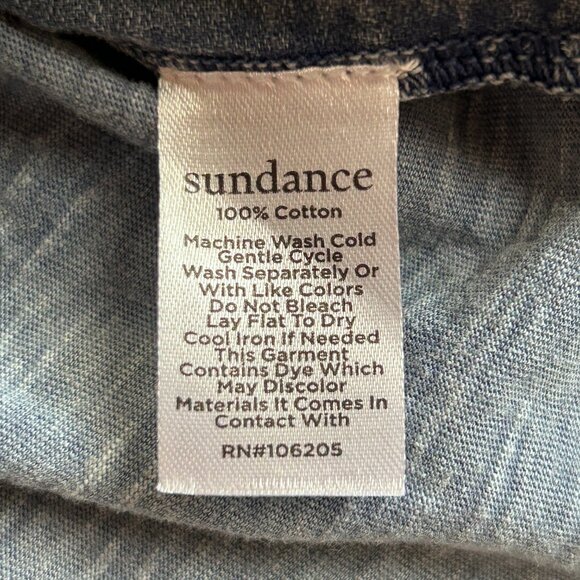 sundance
100% Cotton
Machine Wash Cold
Gentle Cycle
Wash Separately Or
With Like Colors
Do Not Bleach
Lay Flat To Dry
Cool Iron If Needed
This Garment
Contains Dye Which
May Discolor
Materials It Comes In
Contact With
RN#106205